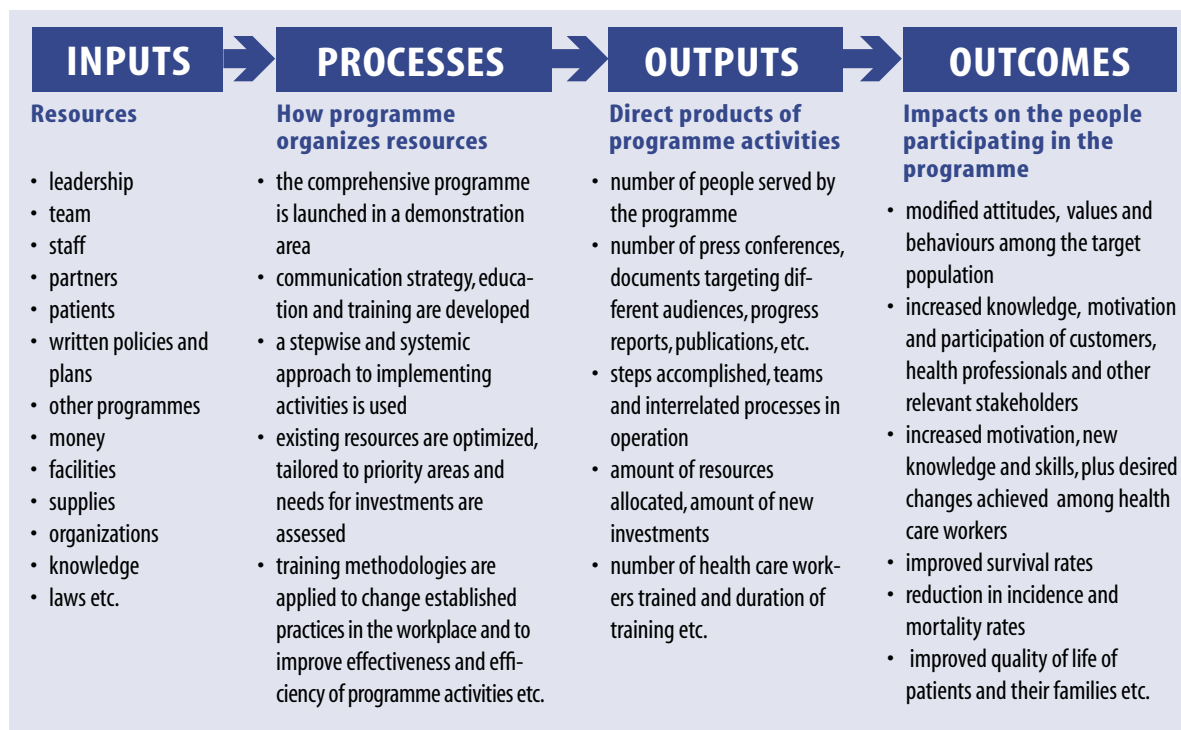 INPUTS
Resources
• leadership
• team
• staff
• partners
• patients
• written policies and
plans
• other programmes
• money
• facilities
• supplies
• organizations
• knowledge
• laws etc.
PROCESSES
How programme
organizes resources
• the comprehensive programme
is launched in a demonstration
area
• communication strategy, educa-
tion and training are developed
• a stepwise and systemic
approach to implementing
activities is used
• existing resources are optimized,
tailored to priority areas and
needs for investments are
assessed
• training methodologies are
applied to change established
practices in the workplace and to
improve effectiveness and effi-
ciency of programme activities etc.
OUTPUTS
Direct products of
programme activities
• number of people served by
the programme
• number of press conferences,
documents targeting dif-
ferent audiences, progress
reports, publications, etc.
• steps accomplished, teams
and interrelated processes in
operation
• amount of resources
allocated, amount of new
investments
• number of health care work-
ers trained and duration of
training etc.
OUTCOMES
Impacts on the people
participating in the
programme
• modified attitudes, values and
behaviours among the target
population
• increased knowledge, motivation
and participation of customers,
health professionals and other
relevant stakeholders
• increased motivation, new
knowledge and skills, plus desired
changes achieved among health
care workers
• improved survival rates
• reduction in incidence and
mortality rates
• improved quality of life of
patients and their families etc.